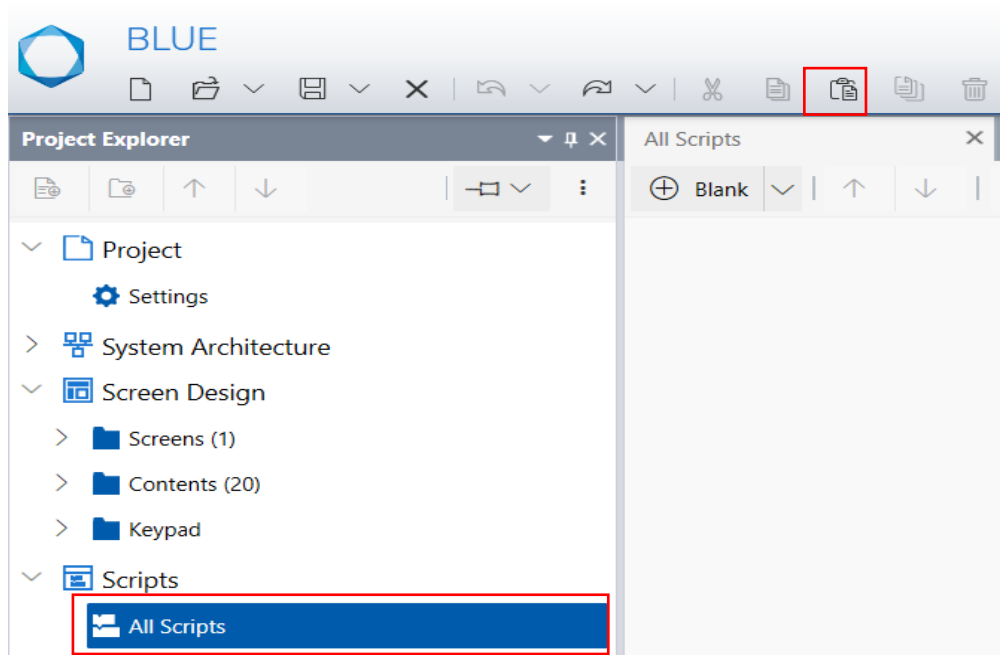 BLUE
Project Explorer
All Scripts
Blank
Project
Settings
System Architecture
Screen Design
Screens (1)
Contents (20)
Keypad
Scripts
All Scripts